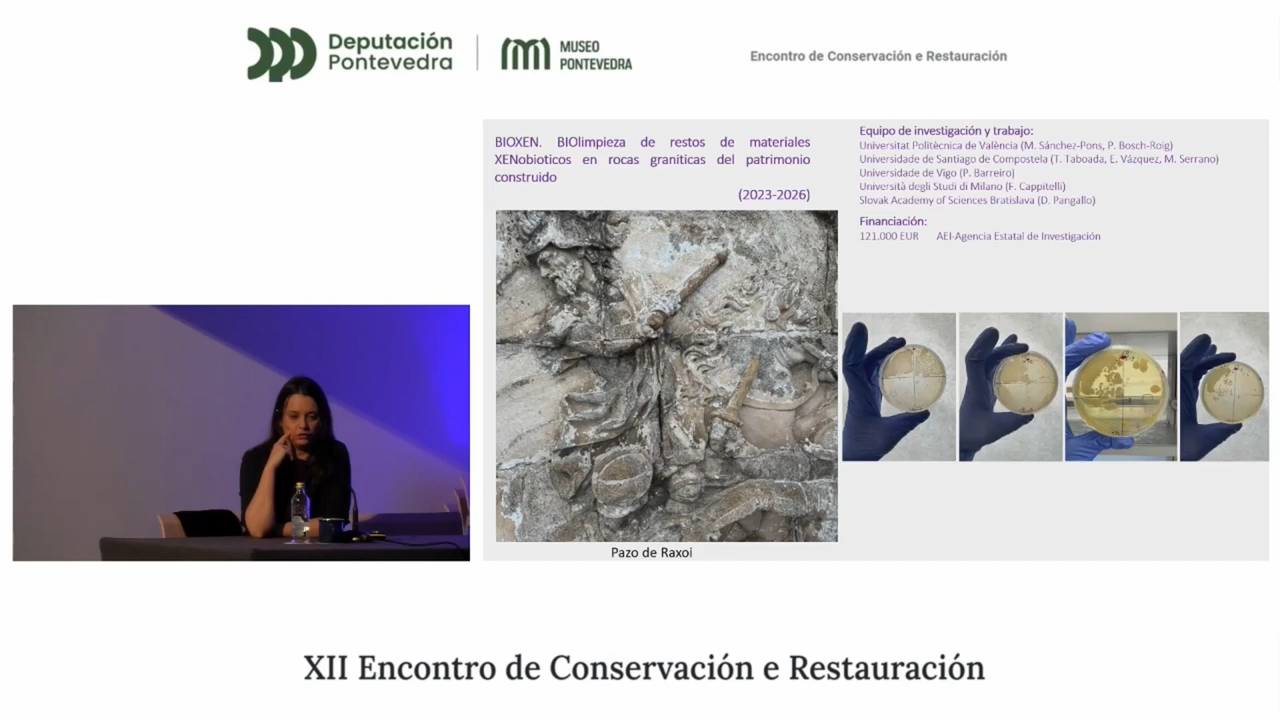 Deputación
Pontevedra
MUSEO
PONTEVEDRA
Encontro de Conservación e Restauración
BIOXEN. BIOlimpieza de restos de materiales
XENobioticos en rocas graniticas del patrimonio
construido
(2023-2026)
Pazo de Raxoi
Equipo de investigación y trabajo:
Universitat Politècnica de València (M. Sánchez-Pons, P. Bosch-Roig)
Universidade de Santiago de Compostela (T. Taboada, E. Vázquez, M. Serrano)
Universidade de Vigo (P. Barreiro)
Università degli Studi di Milano (F. Cappitelli)
Slovak Academy of Sciences Bratislava (D. Pangallo)
Financiación:
121.000 EUR AEI-Agencia Estatal de Investigación
XII Encontro de Conservación e Restauración